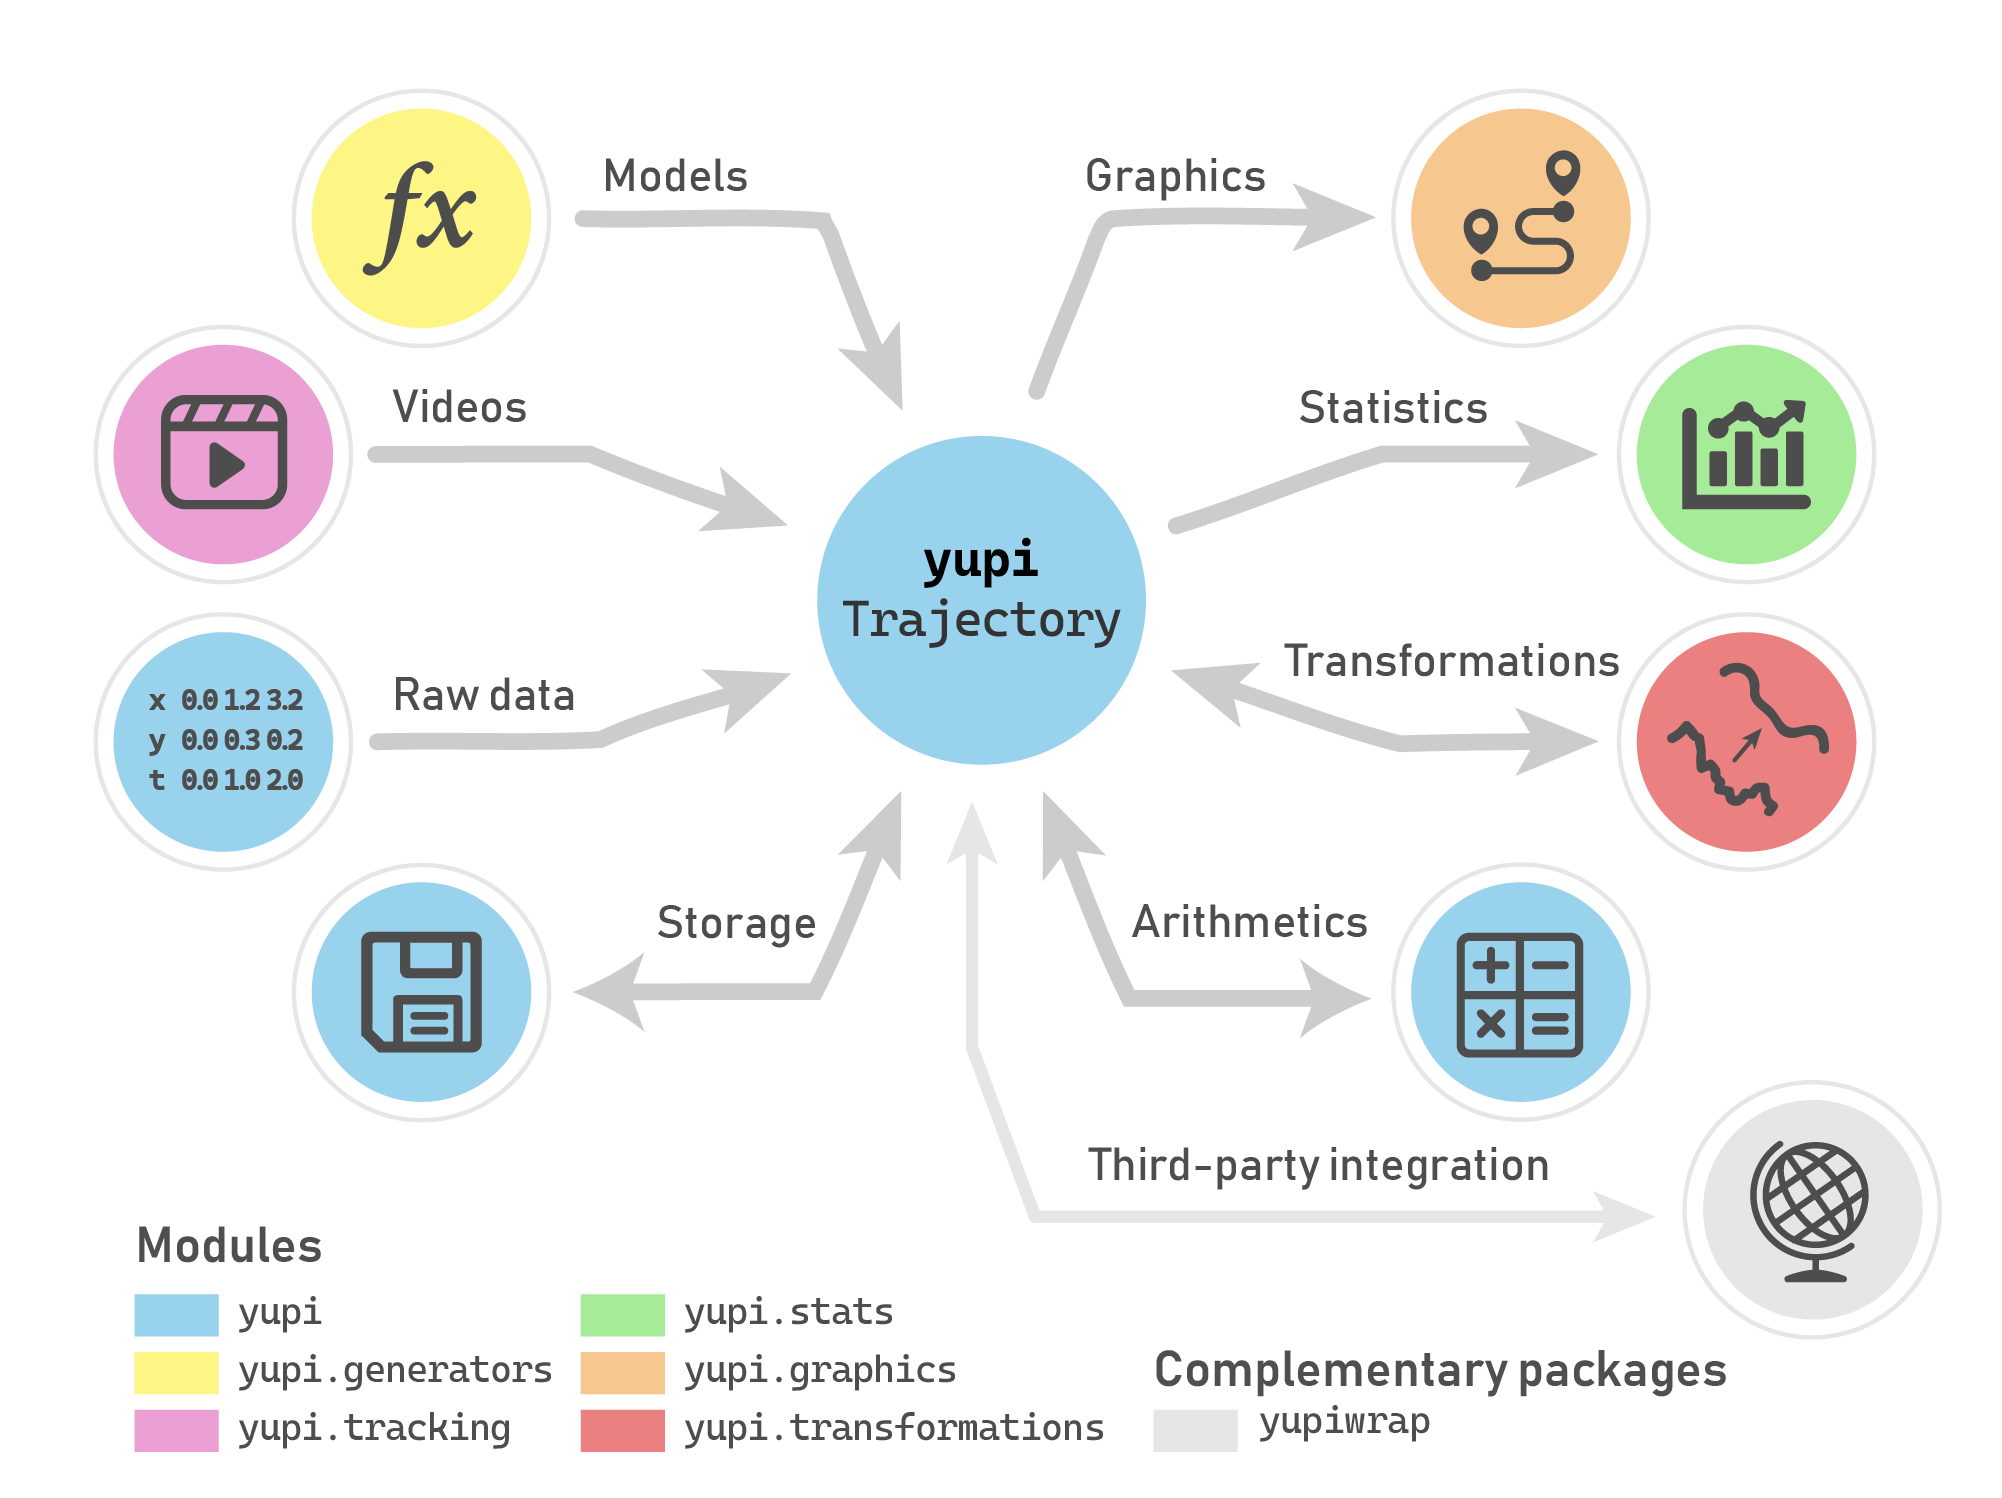 fx
Models
Graphics
Videos
Statistics
yupi
Trajectory
Raw data
Transformations
x 0.0 1.2 3.2
y 0.0 0.3 0.2
t 0.0 1.0 2.0
Storage
Arithmetics
Third-party integration
Modules
yupi
yupi.generators
yupi.tracking
yupi.stats
yupi.graphics
yupi.transformations
Complementary packages
yupiwrap